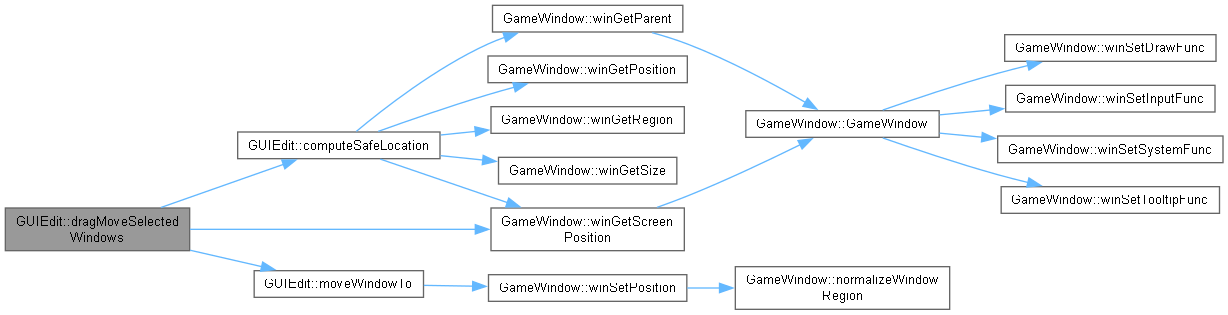 GameWindow::winGetParent
GameWindow::winSetDrawFunc
GameWindow::winGetPosition
GameWindow::winSetInputFunc
GameWindow::winGetRegion
GameWindow::GameWindow
GUIEdit::computeSafeLocation
GameWindow::winSetSystemFunc
GameWindow::winGetSize
GameWindow::winSetTooltipFunc
GUIEdit::dragMoveSelected
Windows
GameWindow::winGetScreen
Position
GUIEdit::moveWindowTo
GameWindow::winSetPosition
GameWindow::normalizeWindow
Region